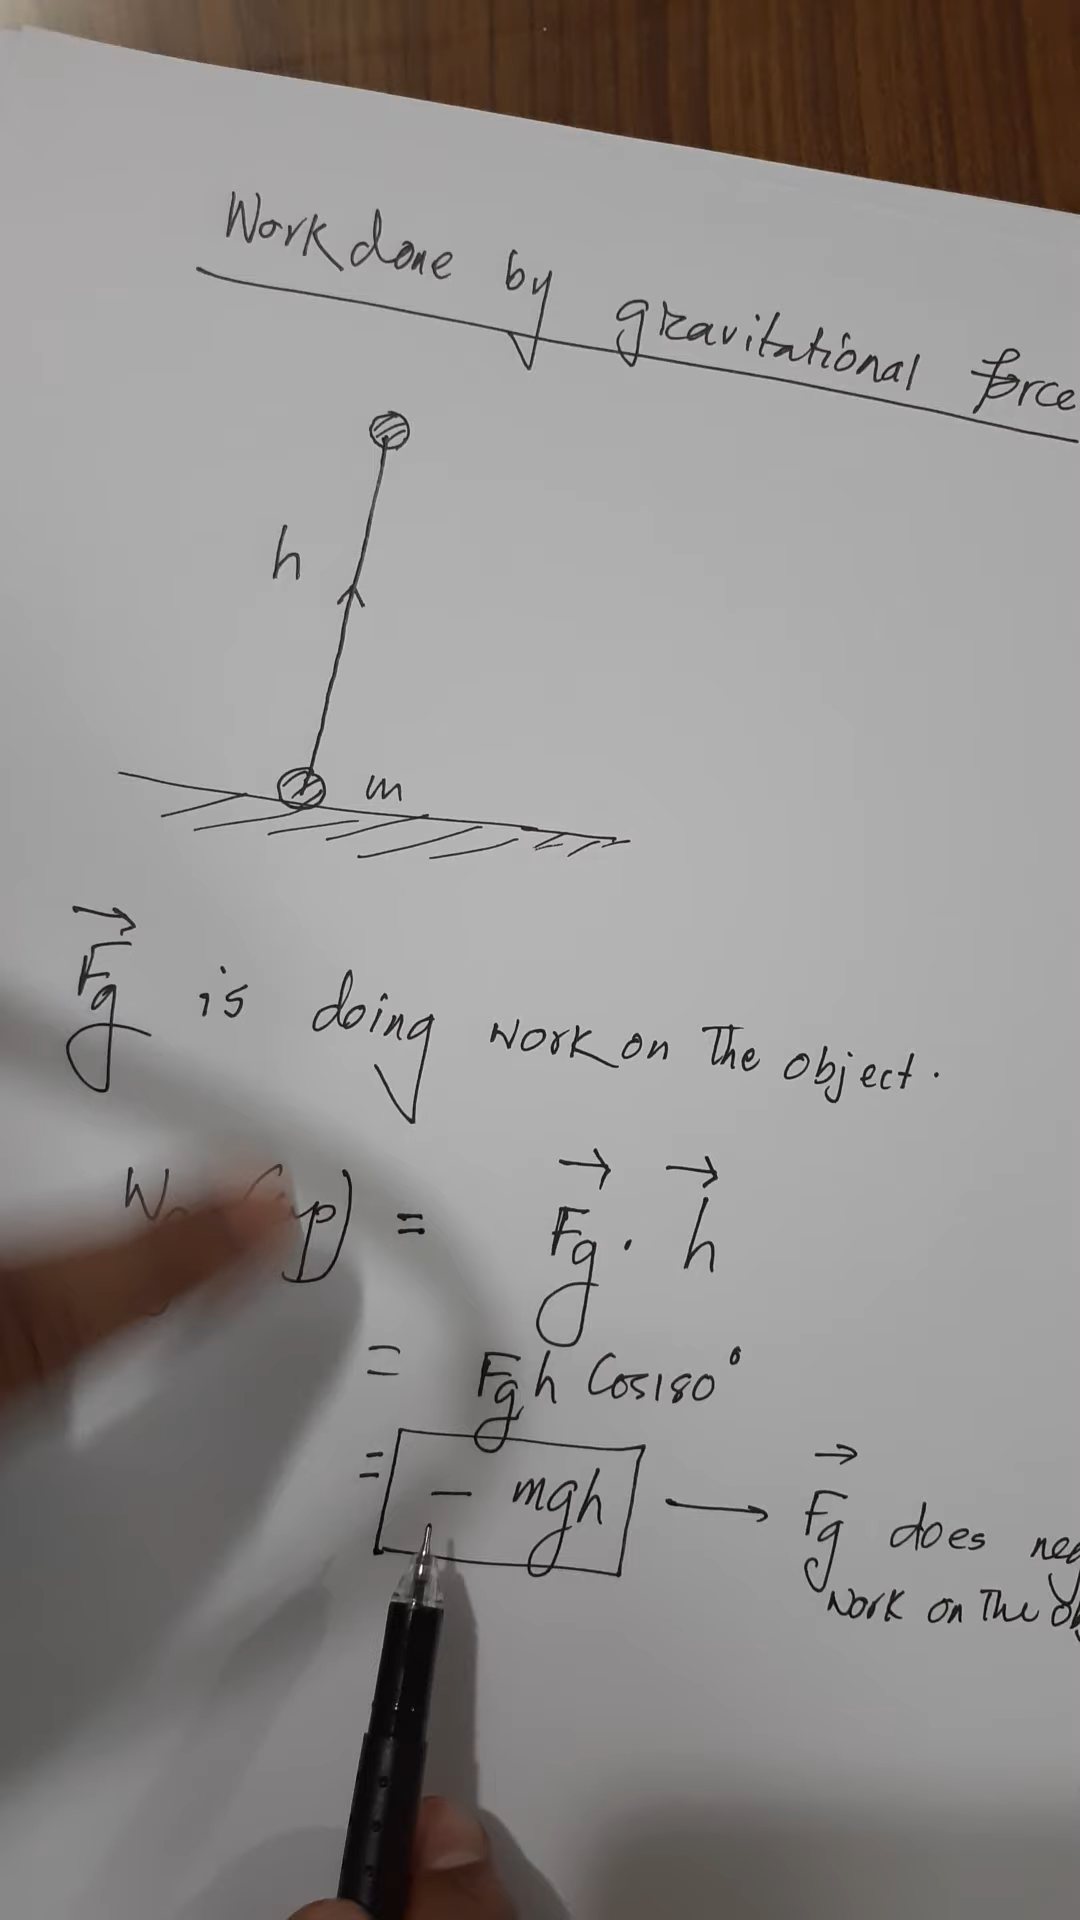 Work done by gravitational force
h
m
→
Fg is doing work on The object.
→ →
= Fg . h
= Fg h Cos180°
= - mgh → Fg does
work on The